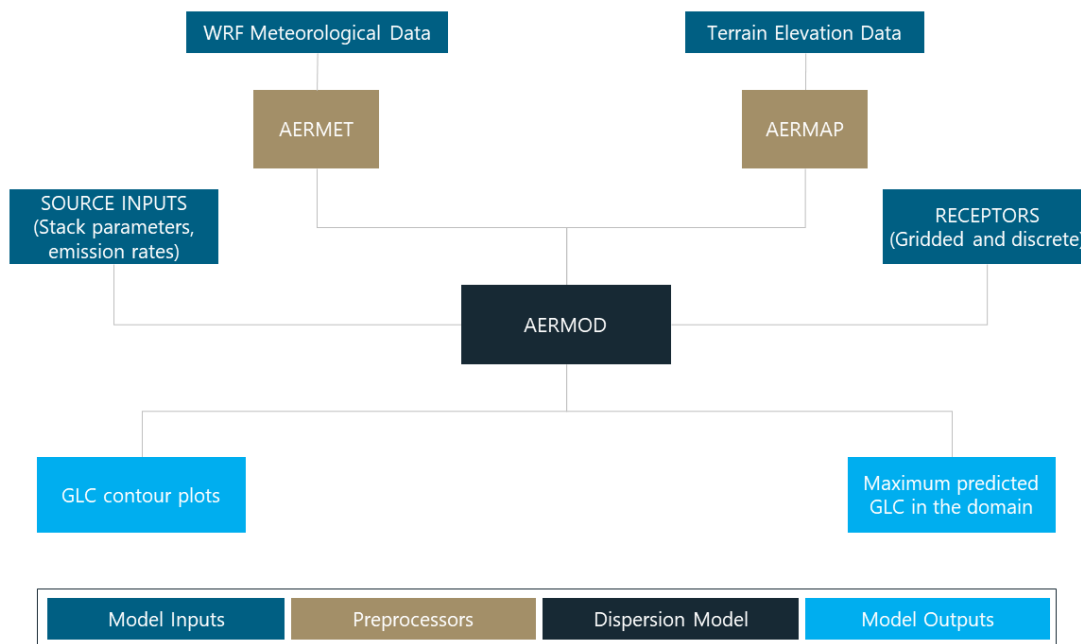 WRF Meteorological Data
Terrain Elevation Data
AERMET
AERMAP
SOURCE INPUTS
(Stack parameters,
emission rates)
RECEPTORS
(Gridded and discrete)
AERMOD
GLC contour plots
Maximum predicted
GLC in the domain
Model Inputs
Preprocessors
Dispersion Model
Model Outputs